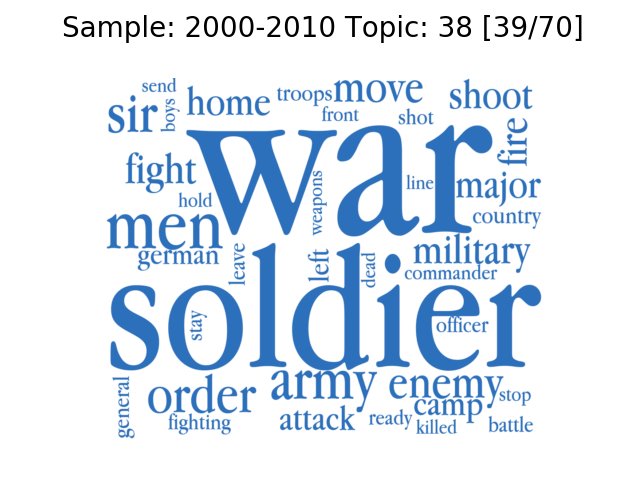 Sample: 2000-2010 Topic: 38 [39/70]
send
sir
boys
home
troops
move
front
shot
shoot
fire
war
fight
hold
weapons
line
major
country
men
german
leave
left
dead
military
commander
soldier
stay
officer
general
order
army
enemy
stop
fighting
attack
ready
camp
killed
battle